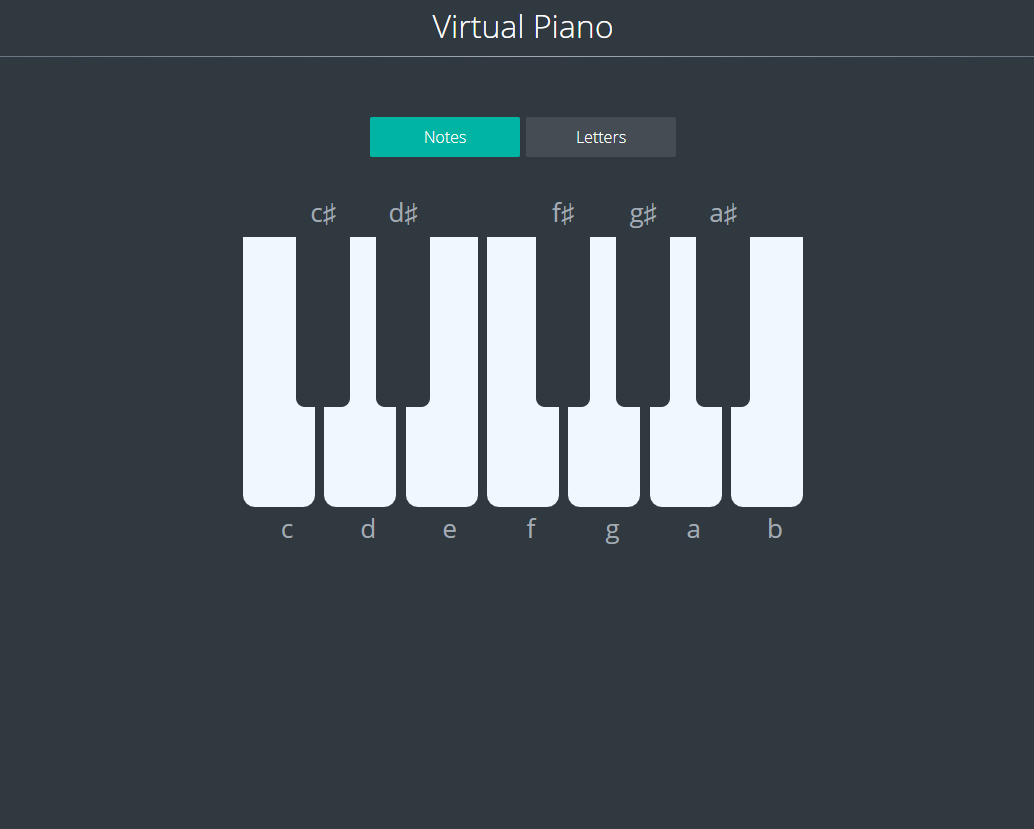 Virtual Piano
Notes Letters
c♯ d♯ f♯ g♯ a♯
c d e f g a b